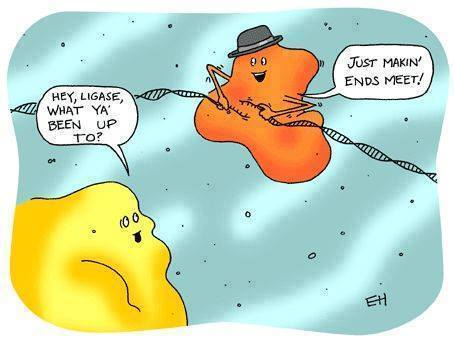 HEY, LIGASE,
WHAT YA'
BEEN UP
TO?
JUST MAKIN'
ENDS MEET!
EH